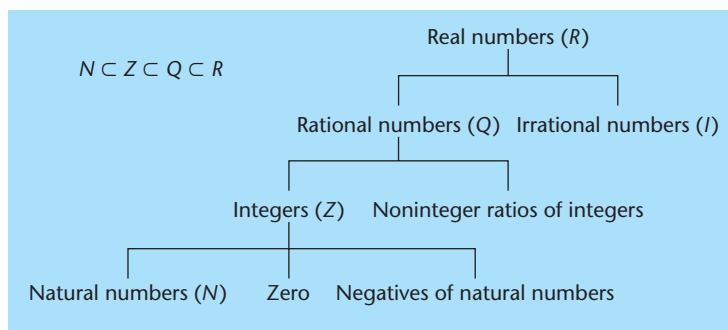 Real numbers (R)
N ⊂ Z ⊂ Q ⊂ R
Rational numbers (Q) Irrational numbers (I)
Integers (Z) Noninteger ratios of integers
Natural numbers (N) Zero Negatives of natural numbers